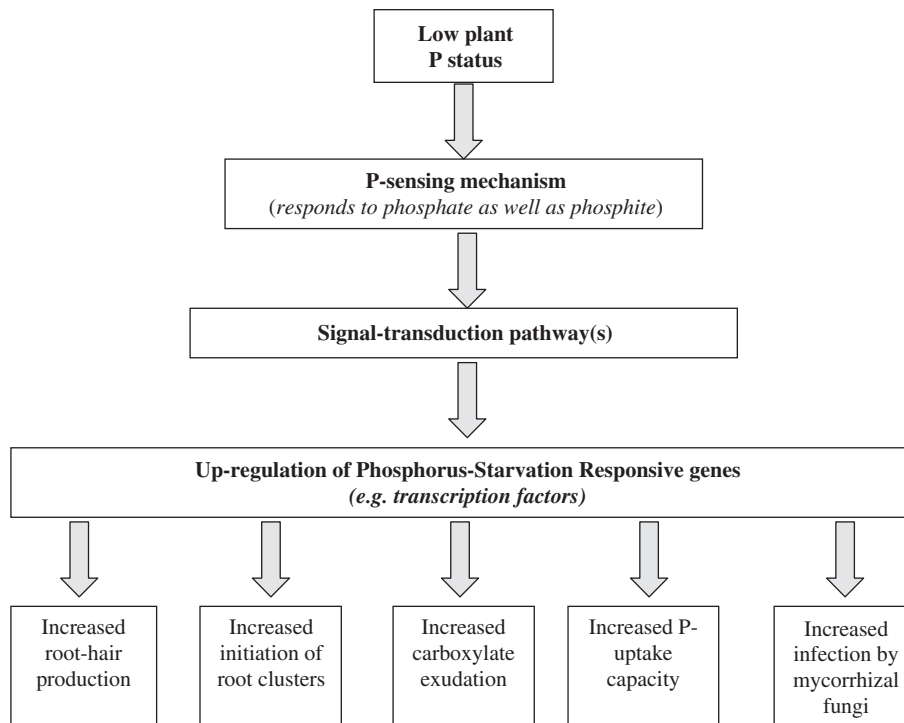 Low plant
P status
P-sensing mechanism
(responds to phosphate as well as phosphite)
Signal-transduction pathway(s)
Up-regulation of Phosphorus-Starvation Responsive genes
(e.g. transcription factors)
Increased
root-hair
production
Increased
initiation of
root clusters
Increased
carboxylate
exudation
Increased P-
uptake
capacity
Increased
infection by
mycorrhizal
fungi